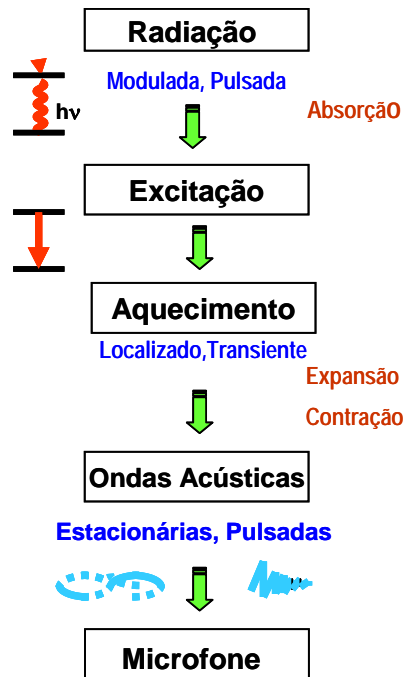 Radiação
Modulada, Pulsada
hν
Absorção
Excitação
Aquecimento
Localizado,Transiente
Expansão
Contração
Ondas Acústicas
Estacionárias, Pulsadas
Microfone